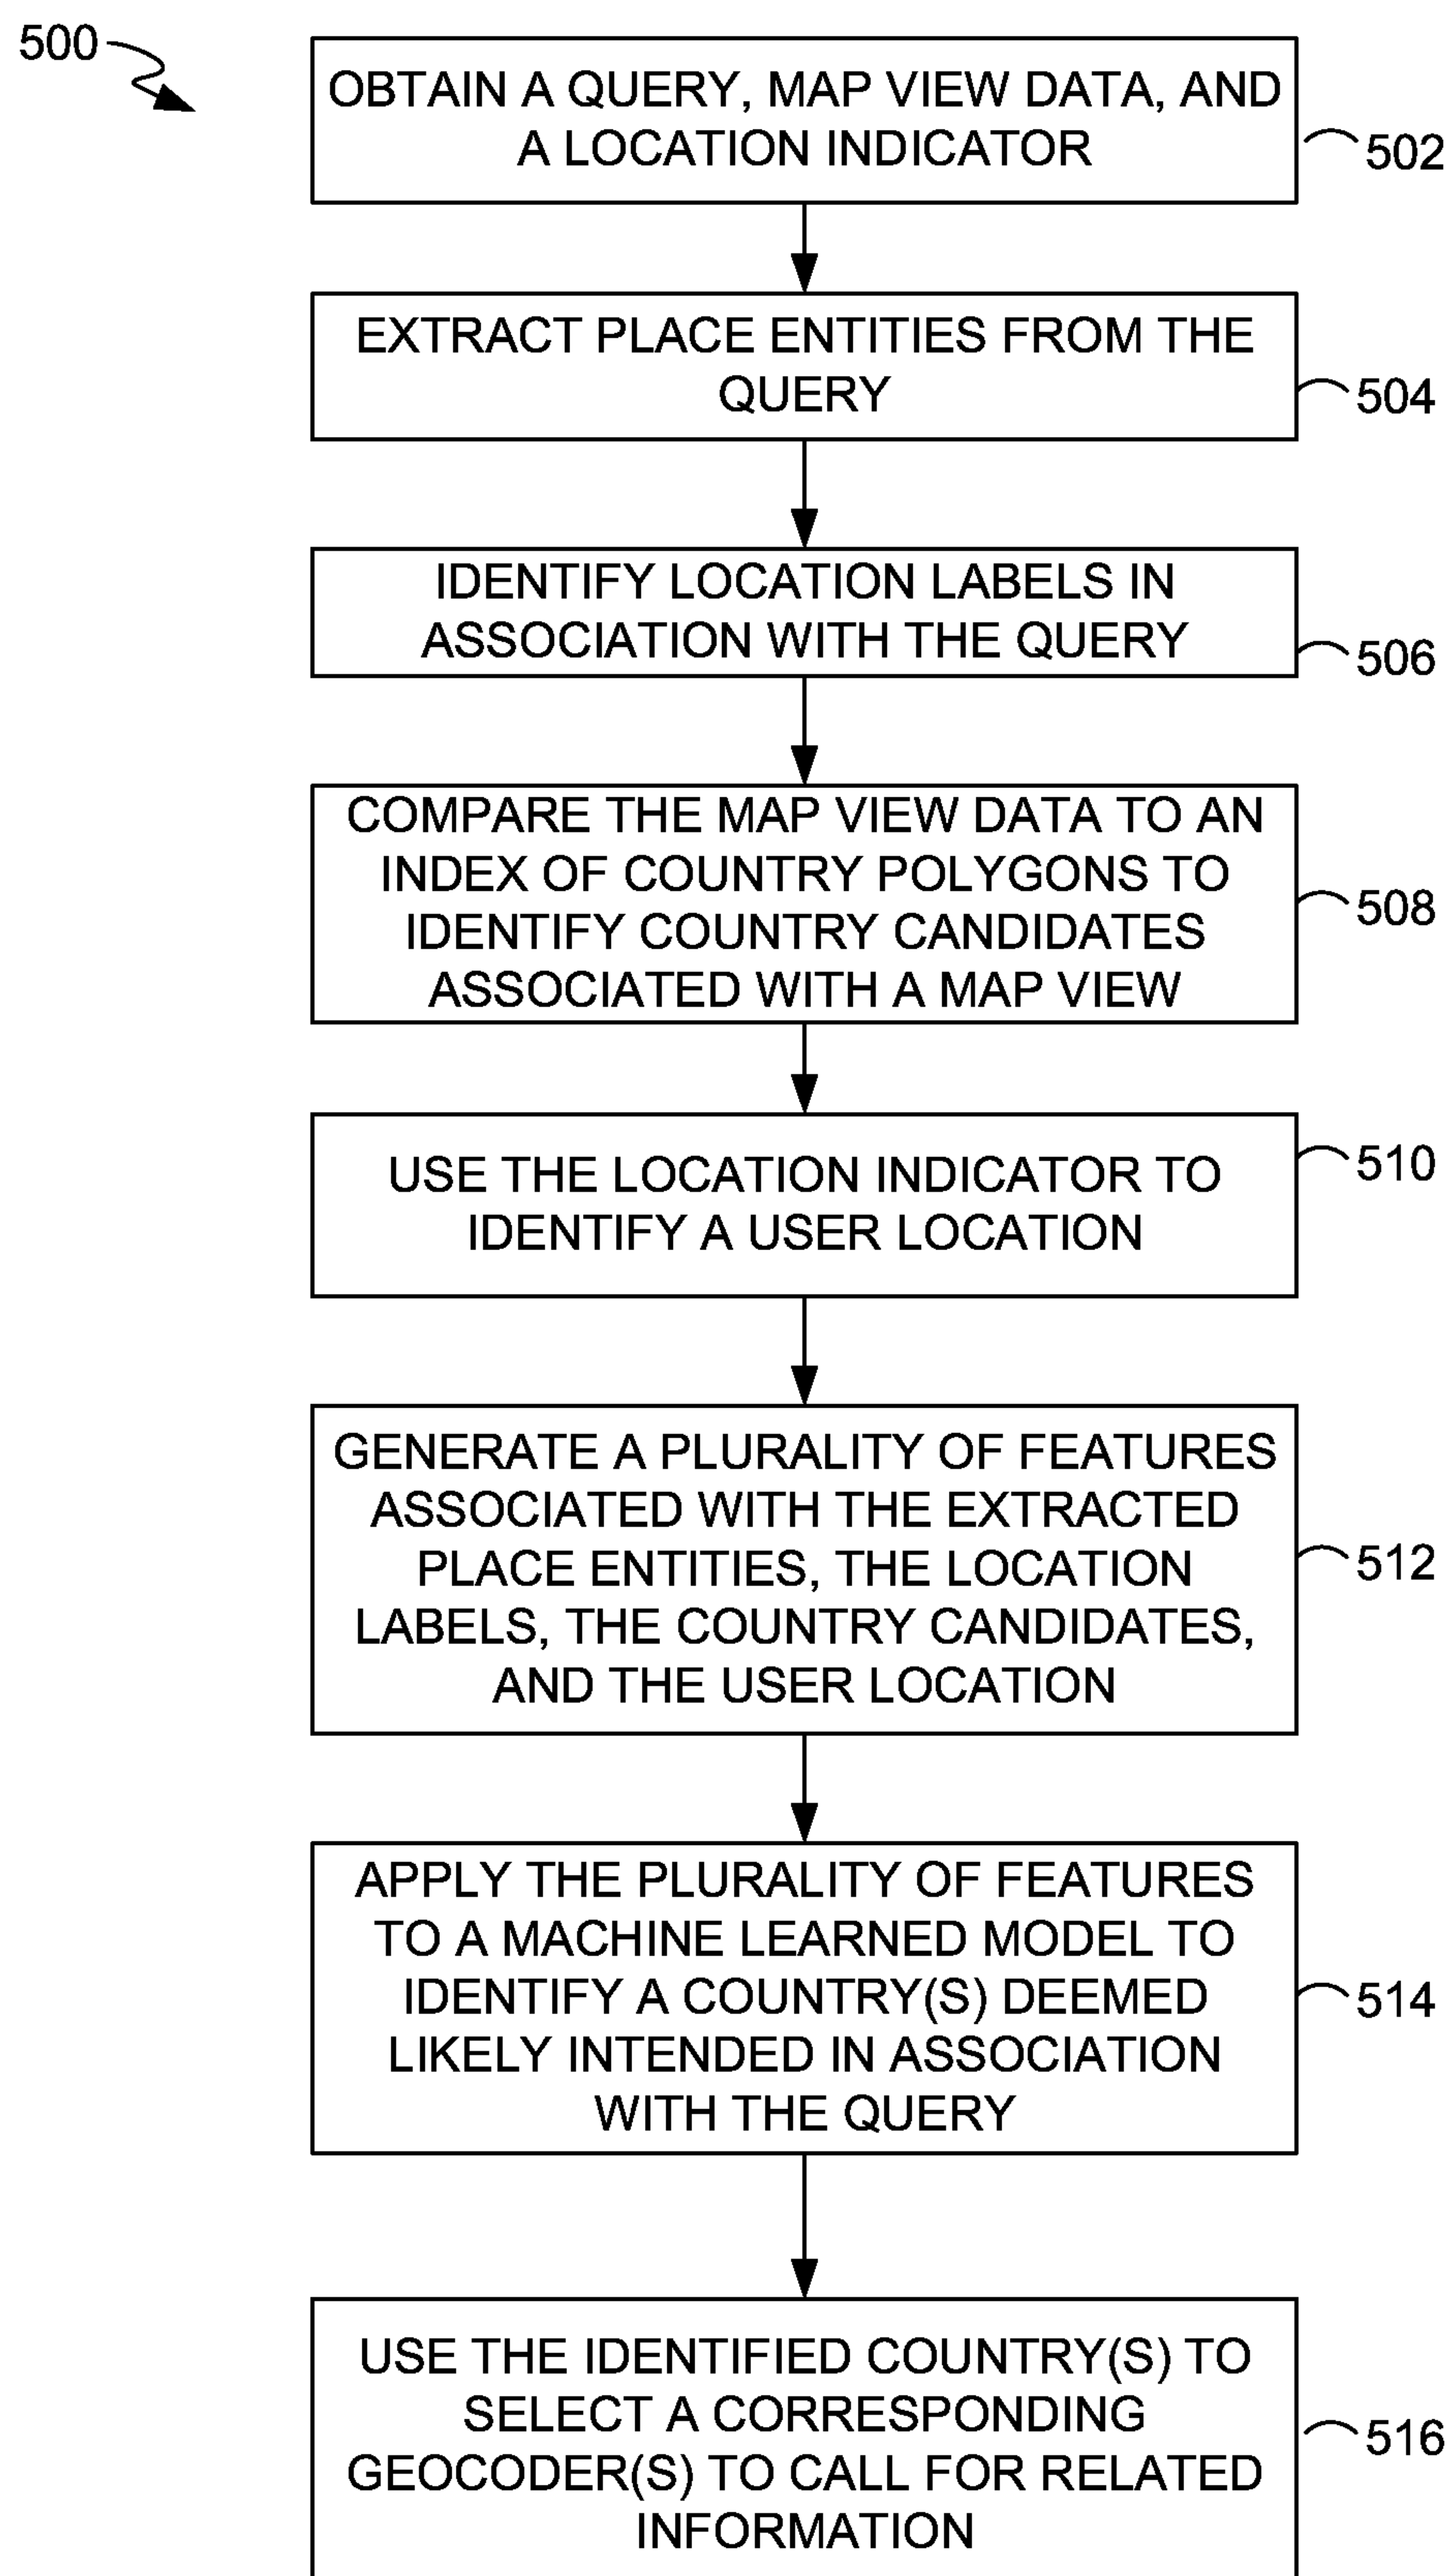 500
OBTAIN A QUERY, MAP VIEW DATA, AND
A LOCATION INDICATOR
502
EXTRACT PLACE ENTITIES FROM THE
QUERY
504
IDENTIFY LOCATION LABELS IN
ASSOCIATION WITH THE QUERY
506
COMPARE THE MAP VIEW DATA TO AN
INDEX OF COUNTRY POLYGONS TO
IDENTIFY COUNTRY CANDIDATES
ASSOCIATED WITH A MAP VIEW
508
USE THE LOCATION INDICATOR TO
IDENTIFY A USER LOCATION
510
GENERATE A PLURALITY OF FEATURES
ASSOCIATED WITH THE EXTRACTED
PLACE ENTITIES, THE LOCATION
LABELS, THE COUNTRY CANDIDATES,
AND THE USER LOCATION
512
APPLY THE PLURALITY OF FEATURES
TO A MACHINE LEARNED MODEL TO
IDENTIFY A COUNTRY(S) DEEMED
LIKELY INTENDED IN ASSOCIATION
WITH THE QUERY
514
USE THE IDENTIFIED COUNTRY(S) TO
SELECT A CORRESPONDING
GEOCODER(S) TO CALL FOR RELATED
INFORMATION
516